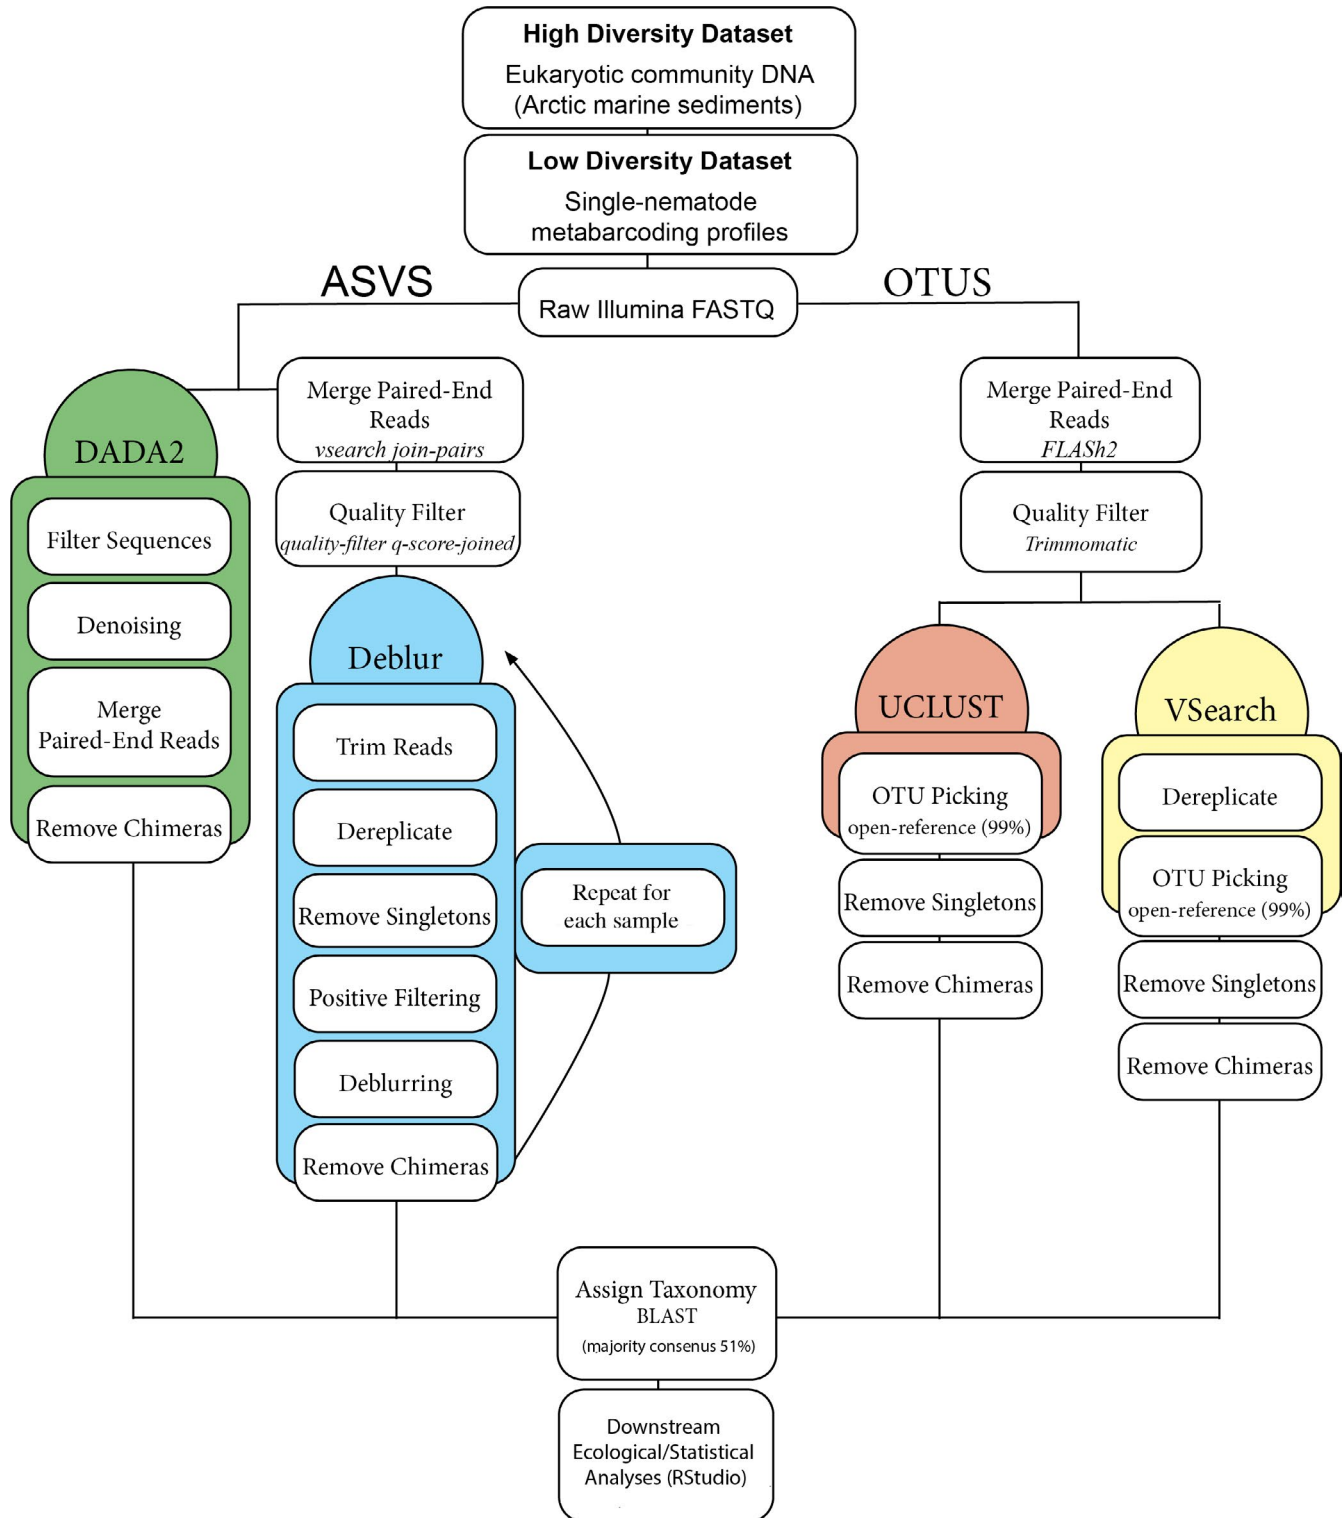 High Diversity Dataset
Eukaryotic community DNA
(Arctic marine sediments)
Low Diversity Dataset
Single-nematode
metabarcoding profiles
ASVS
OTUS
Raw Illumina FASTQ
DADA2
Filter Sequences
Denoising
Merge
Paired-End Reads
Remove Chimeras
Merge Paired-End
Reads
vsearch join-pairs
Quality Filter
quality-filter q-score-joined
Deblur
Trim Reads
Dereplicate
Remove Singletons
Positive Filtering
Deblurring
Remove Chimeras
Repeat for
each sample
Merge Paired-End
Reads
FLASh2
Quality Filter
Trimmomatic
UCLUST
OTU Picking
open-reference (99%)
Remove Singletons
Remove Chimeras
VSearch
Dereplicate
OTU Picking
open-reference (99%)
Remove Singletons
Remove Chimeras
Assign Taxonomy
BLAST
(majority consenus 51%)
Downstream
Ecological/Statistical
Analyses (RStudio)